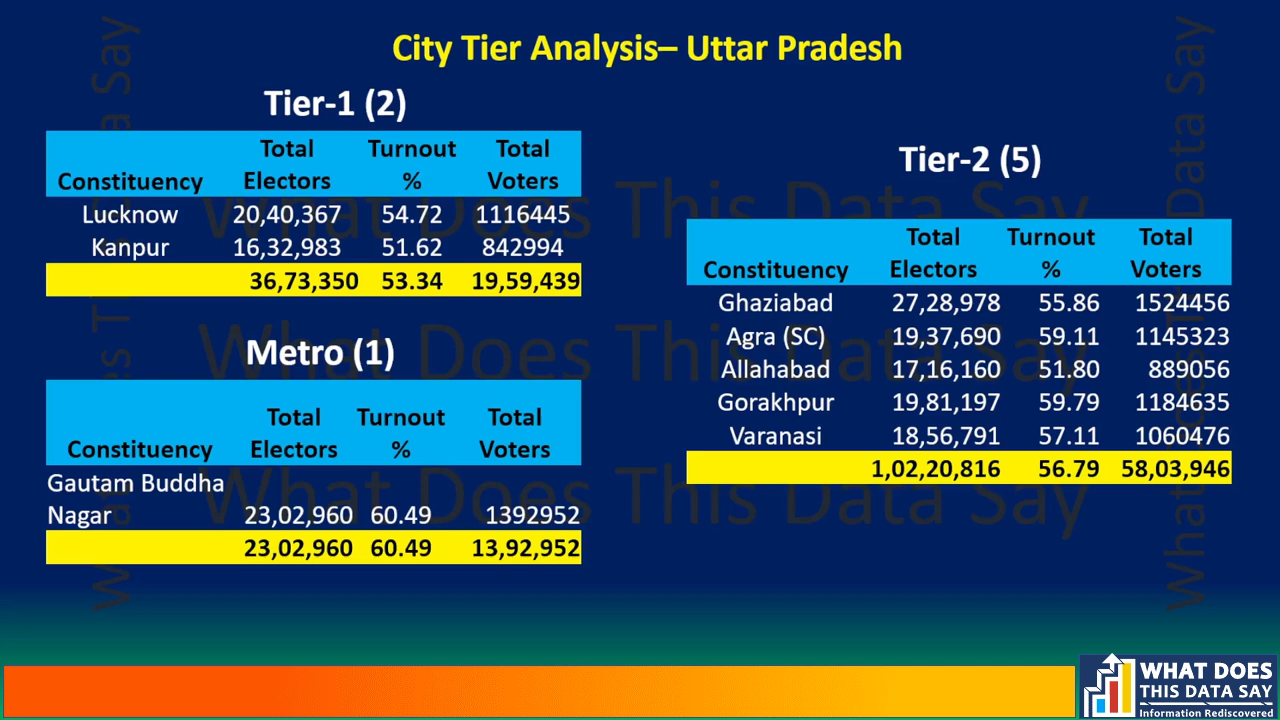 City Tier Analysis– Uttar Pradesh
Tier-1 (2)
Constituency Total Electors Turnout % Total Voters
Lucknow 20,40,367 54.72 1116445
Kanpur 16,32,983 51.62 842994
36,73,350 53.34 19,59,439
Metro (1)
Constituency Total Electors Turnout % Total Voters
Gautam Buddha
Nagar 23,02,960 60.49 1392952
23,02,960 60.49 13,92,952
Tier-2 (5)
Constituency Total Electors Turnout % Total Voters
Ghaziabad 27,28,978 55.86 1524456
Agra (SC) 19,37,690 59.11 1145323
Allahabad 17,16,160 51.80 889056
Gorakhpur 19,81,197 59.79 1184635
Varanasi 18,56,791 57.11 1060476
1,02,20,816 56.79 58,03,946
What Does This Data Say
What Does This Data Say
What Does This Data Say
What Does This Data Say
What Does This Data Say
WHAT DOES
THIS DATA SAY
Information Rediscovered